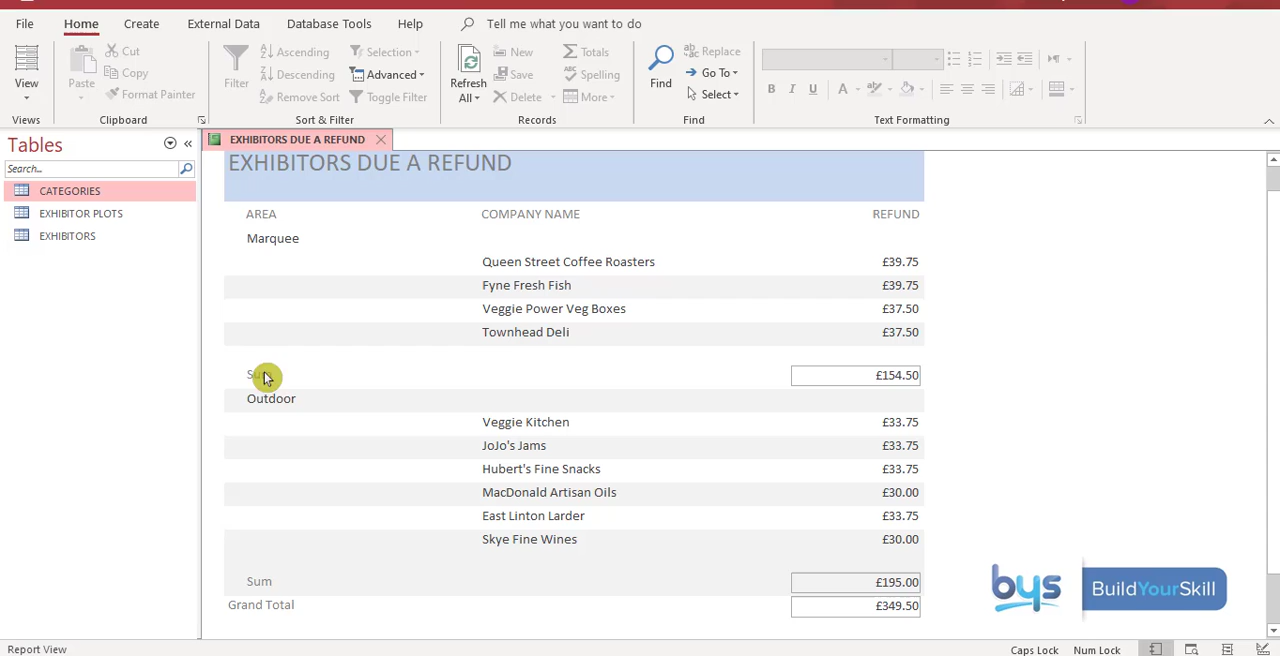 File Home Create External Data Database Tools Help Tell me what you want to do
View
Views
Paste
Cut
Copy
Format Painter
Clipboard
Filter
Ascending
Descending
Remove Sort
Selection
Advanced
Toggle Filter
Sort & Filter
Refresh
All
New
Save
Delete
Totals
Spelling
More
Records
Find
Replace
Go To
Select
Find
B I U A
Text Formatting
Tables
Search...
CATEGORIES
EXHIBITOR PLOTS
EXHIBITORS
EXHIBITORS DUE A REFUND
EXHIBITORS DUE A REFUND
AREA COMPANY NAME REFUND
Marquee
Queen Street Coffee Roasters £39.75
Fyne Fresh Fish £39.75
Veggie Power Veg Boxes £37.50
Townhead Deli £37.50
£154.50
Outdoor
Veggie Kitchen £33.75
JoJo's Jams £33.75
Hubert's Fine Snacks £33.75
MacDonald Artisan Oils £30.00
East Linton Larder £33.75
Skye Fine Wines £30.00
Sum £195.00
Grand Total £349.50
bys BuildYourSkill
Report View Caps Lock Num Lock